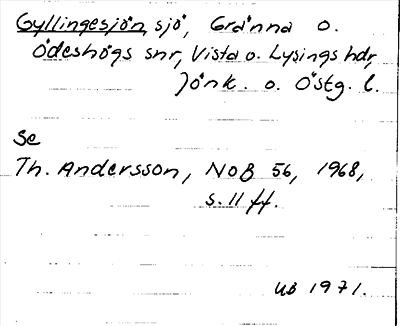 Gyllingesjön, sjö, Gränna o.
Ödeshögs snr, Vista o. Lysings hdr,
Jönk. o. Östg. l.
Se
Th. Andersson, NoB 56, 1968,
s. 11 ff.
UB 1971.